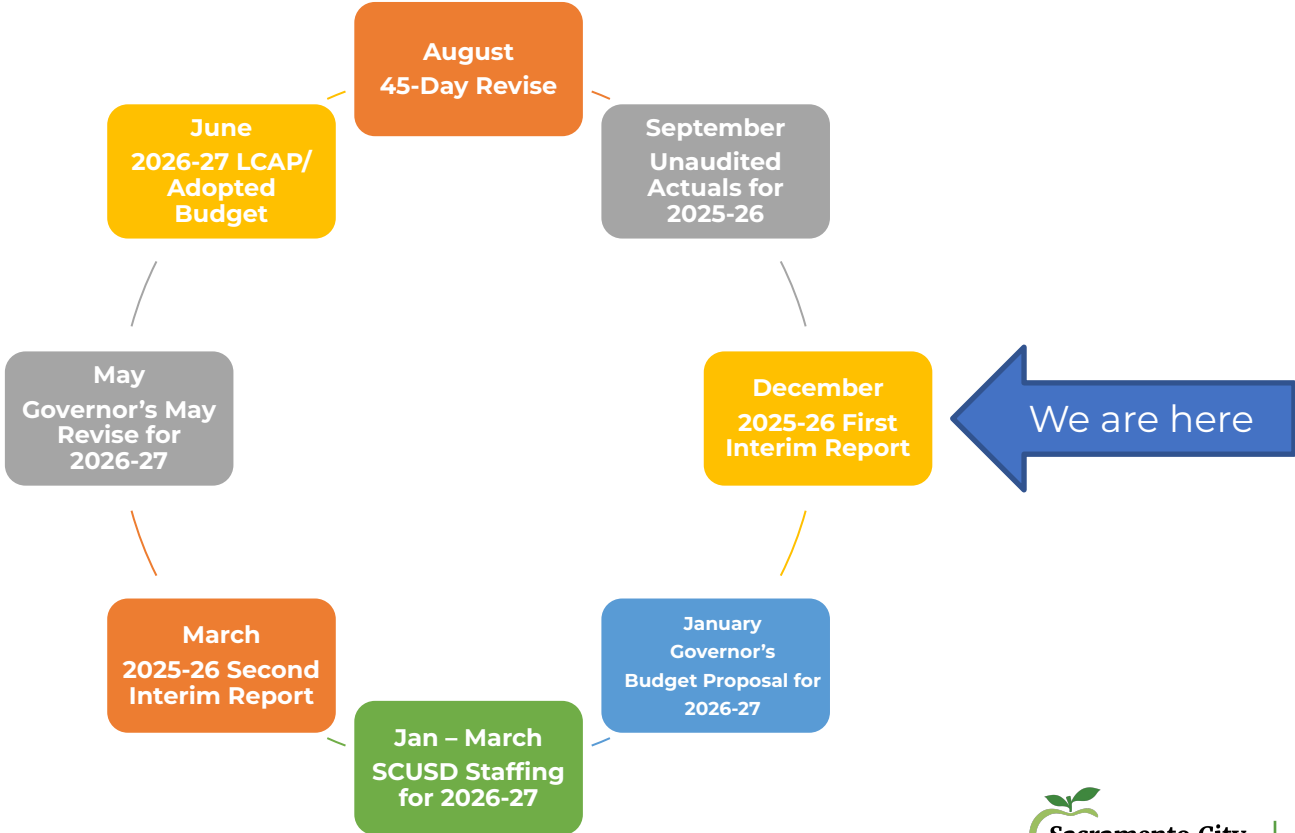 August
45-Day Revise
September
Unaudited
Actuals for
2025-26
December
2025-26 First
Interim Report
We are here
January
Governor's
Budget Proposal for
2026-27
Jan – March
SCUSD Staffing
for 2026-27
March
2025-26 Second
Interim Report
May
Governor's May
Revise for
2026-27
June
2026-27 LCAP/
Adopted
Budget
Sacramento City